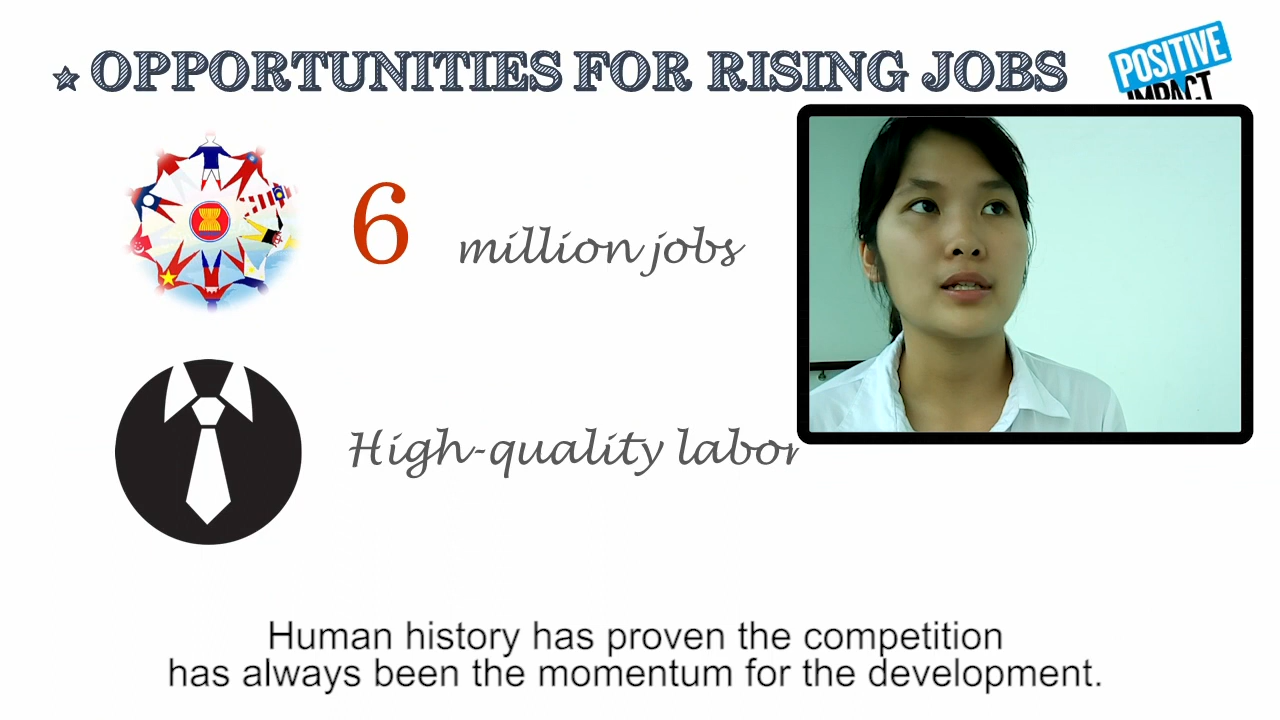 OPPORTUNITIES FOR RISING JOBS
POSITIVE
IMPACT
6 million jobs
High-quality labor
Human history has proven the competition
has always been the momentum for the development.